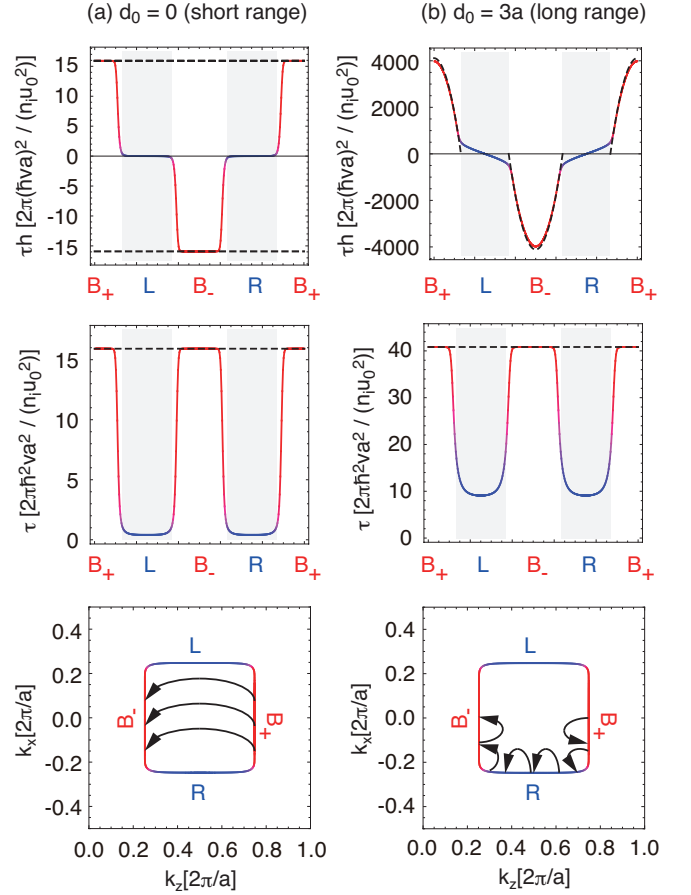 (a) d₀ = 0 (short range)
(b) d₀ = 3a (long range)
τh [2π(ħva)² / (nᵢμ₀²)]
15
10
5
0
-5
-10
-15
B₊ L B₋ R B₊
τh [2π(ħva)² / (nᵢμ₀²)]
4000
2000
0
-2000
-4000
B₊ L B₋ R B₊
τ [2πħ²va² / (nᵢμ₀²)]
15
10
5
0
B₊ L B₋ R B₊
τ [2πħ²va² / (nᵢμ₀²)]
40
30
20
10
0
B₊ L B₋ R B₊
kₓ[2π/a]
0.4
0.2
0.0
-0.2
-0.4
L
B₋
B₊
R
0.0 0.2 0.4 0.6 0.8 1.0
k_z[2π/a]
kₓ[2π/a]
0.4
0.2
0.0
-0.2
-0.4
L
B₋
B₊
R
0.0 0.2 0.4 0.6 0.8 1.0
k_z[2π/a]